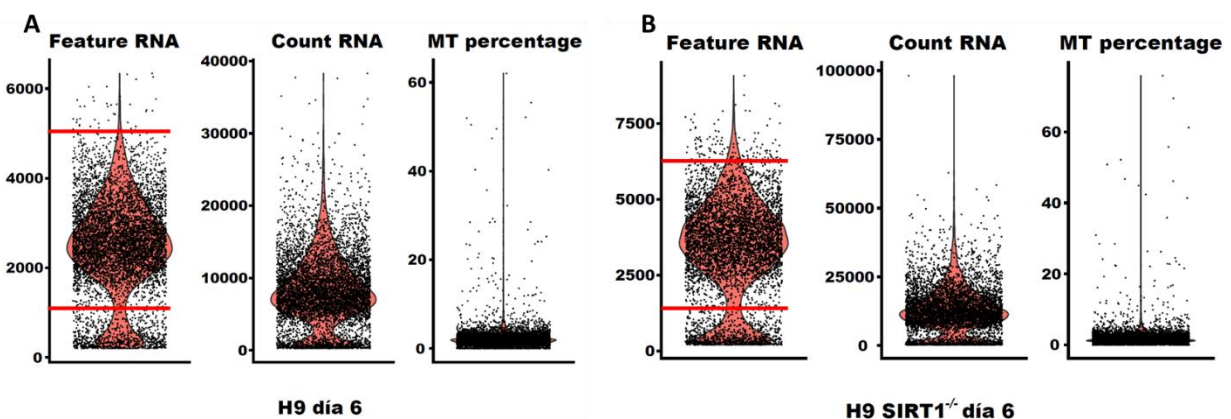 A
Feature RNA
Count RNA
MT percentage
6000
4000
2000
0
40000
30000
20000
10000
0
60
40
20
0
H9 día 6
B
Feature RNA
Count RNA
MT percentage
7500
5000
2500
0
100000
75000
50000
25000
0
60
40
20
0
H9 SIRT1⁻/⁻ día 6